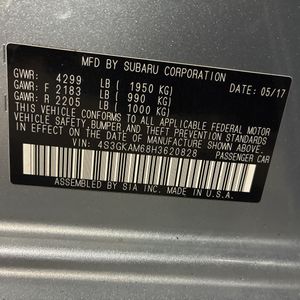 MFD BY SUBARU CORPORATION
GVWR: 4299 LB ( 1950 KG) DATE: 05/17
GAWR: F 2183 LB ( 990 KG)
GAWR: R 2205 LB ( 1000 KG)
THIS VEHICLE CONFORMS TO ALL APPLICABLE FEDERAL MOTOR
VEHICLE SAFETY, BUMPER, AND THEFT PREVENTION STANDARDS
IN EFFECT ON THE DATE OF MANUFACTURE SHOWN ABOVE.
VIN: 4S3GKAM68H3620828 PASSENGER CAR
ASSEMBLED BY SIA INC. MADE IN U.S.A.